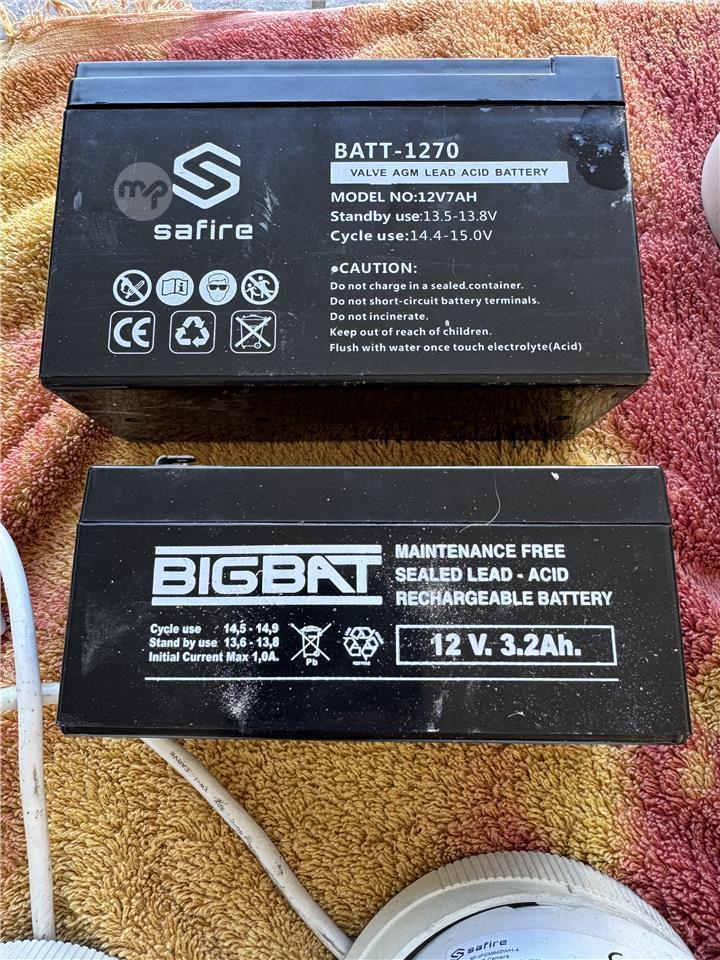 BATT-1270
VALVE AGM LEAD ACID BATTERY
MODEL NO:12V7AH
Standby use:13.5-13.8V
Cycle use:14.4-15.0V
mp
safire
●CAUTION:
Do not charge in a sealed.container.
Do not short-circuit battery terminals.
Do not incinerate.
Keep out of reach of children.
Flush with water once touch electrolyte(Acid)
CE
BIGBAT
MAINTENANCE FREE
SEALED LEAD - ACID
RECHARGEABLE BATTERY
Cycle use 14,5 - 14,9
Stand by use 13,6 - 13,8
Initial Current Max 1,0A.
Pb
12 V. 3.2Ah.
safire